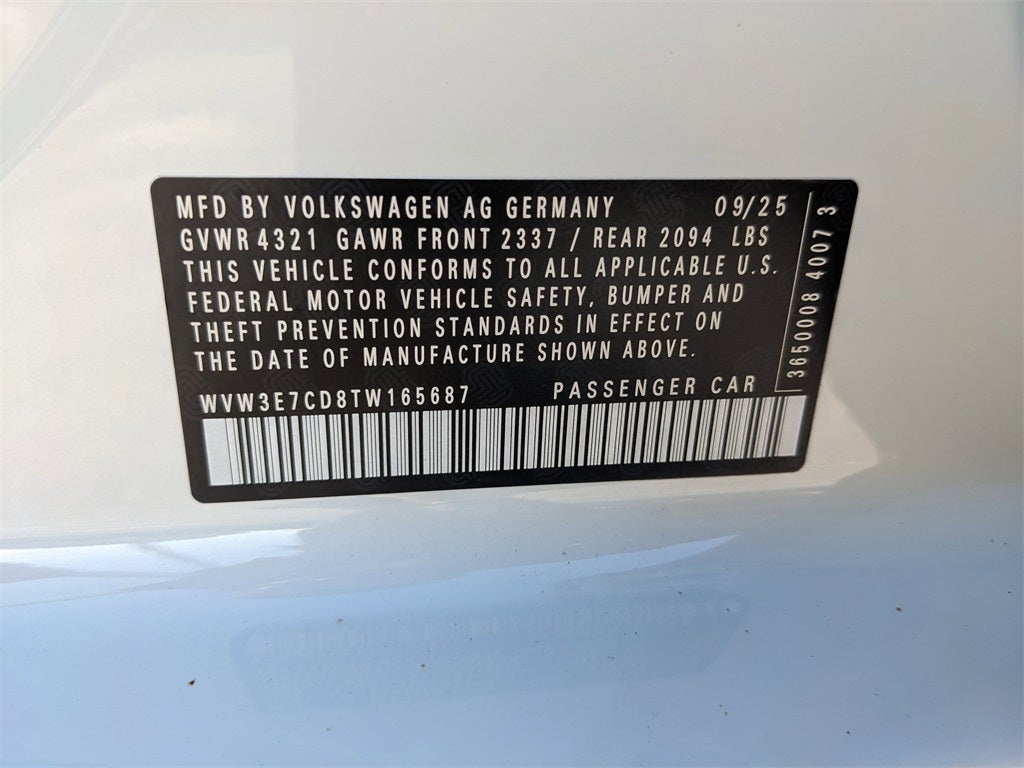 MFD BY VOLKSWAGEN AG GERMANY 09/25
GVWR 4321 GAWR FRONT 2337 / REAR 2094 LBS
THIS VEHICLE CONFORMS TO ALL APPLICABLE U.S.
FEDERAL MOTOR VEHICLE SAFETY, BUMPER AND
THEFT PREVENTION STANDARDS IN EFFECT ON
THE DATE OF MANUFACTURE SHOWN ABOVE.
WVW3E7CD8TW165687 PASSENGER CAR
3650008 4007 3